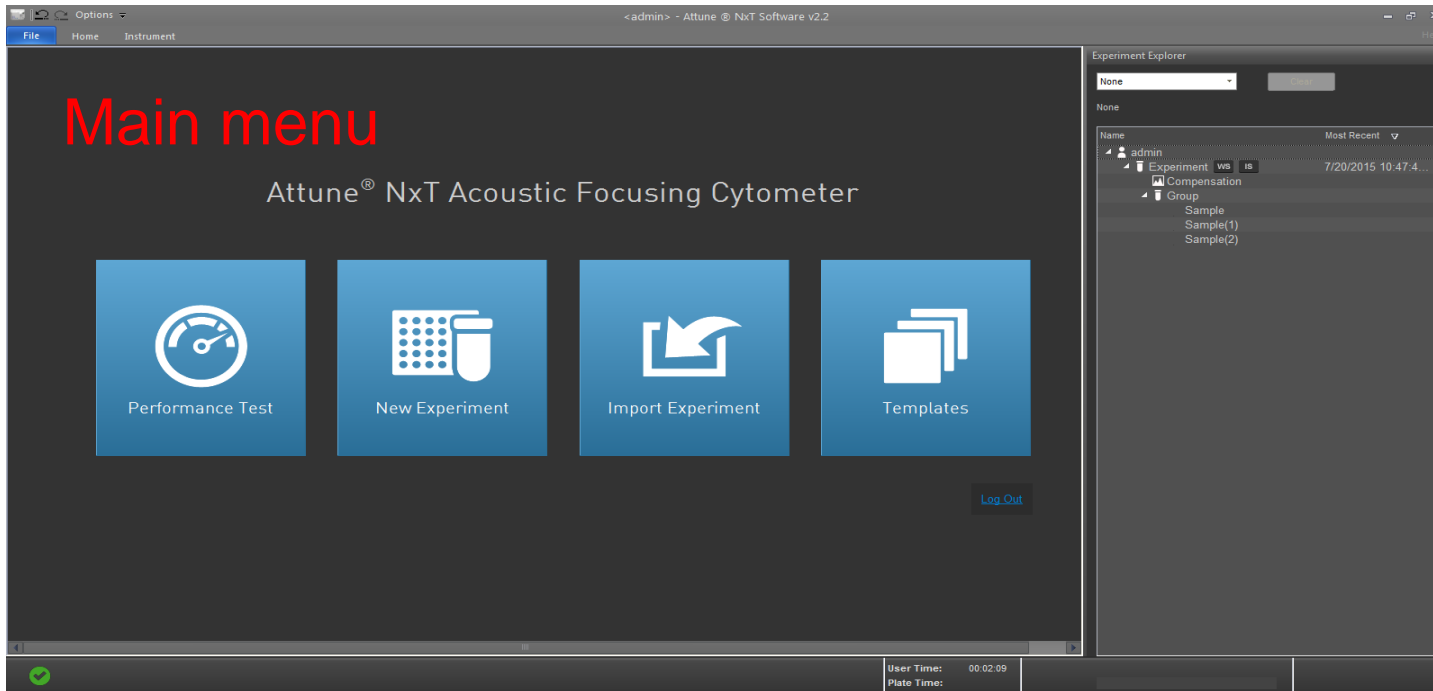 Options
<admin> - Attune ® NxT Software v2.2
File Home Instrument
Main menu
Attune® NxT Acoustic Focusing Cytometer
Performance Test
New Experiment
Import Experiment
Templates
Log Out
Experiment Explorer
None
Clear
None
Name Most Recent
admin
Experiment WS IS 7/20/2015 10:47:4...
Compensation
Group
Sample
Sample(1)
Sample(2)
User Time: 00:02:09
Plate Time: